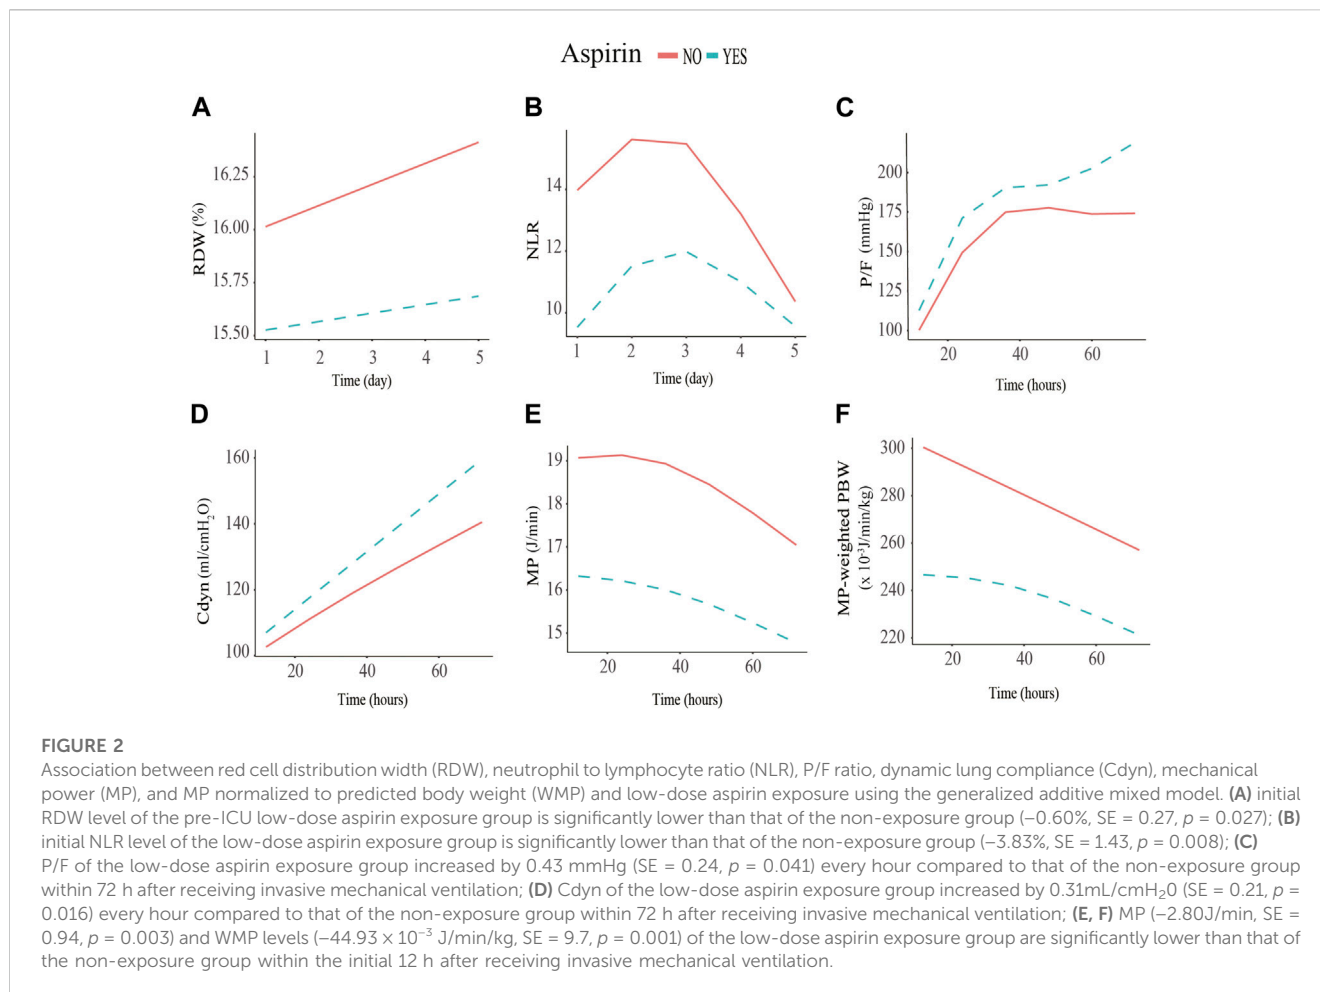 Aspirin NO YES
A
B
C
RDW (%)
16.25
16.00
15.75
15.50
1 2 3 4 5
Time (day)
NLR
14
12
10
1 2 3 4 5
Time (day)
P/F (mmHg)
200
175
150
125
100
20 40 60
Time (hours)
D
E
F
Cdyn (ml/cmH₂O)
160
140
120
100
20 40 60
Time (hours)
MP (J/min)
19
18
17
16
15
20 40 60
Time (hours)
MP-weighted PBW
(x 10⁻³J/min/kg)
300
280
260
240
220
20 40 60
Time (hours)
FIGURE 2
Association between red cell distribution width (RDW), neutrophil to lymphocyte ratio (NLR), P/F ratio, dynamic lung compliance (Cdyn), mechanical
power (MP), and MP normalized to predicted body weight (WMP) and low-dose aspirin exposure using the generalized additive mixed model. (A) initial
RDW level of the pre-ICU low-dose aspirin exposure group is significantly lower than that of the non-exposure group (−0.60%, SE = 0.27, p = 0.027); (B)
initial NLR level of the low-dose aspirin exposure group is significantly lower than that of the non-exposure group (−3.83%, SE = 1.43, p = 0.008); (C)
P/F of the low-dose aspirin exposure group increased by 0.43 mmHg (SE = 0.24, p = 0.041) every hour compared to that of the non-exposure group
within 72 h after receiving invasive mechanical ventilation; (D) Cdyn of the low-dose aspirin exposure group increased by 0.31mL/cmH₂0 (SE = 0.21, p =
0.016) every hour compared to that of the non-exposure group within 72 h after receiving invasive mechanical ventilation; (E, F) MP (−2.80J/min, SE =
0.94, p = 0.003) and WMP levels (−44.93 × 10⁻³ J/min/kg, SE = 9.7, p = 0.001) of the low-dose aspirin exposure group are significantly lower than that of
the non-exposure group within the initial 12 h after receiving invasive mechanical ventilation.